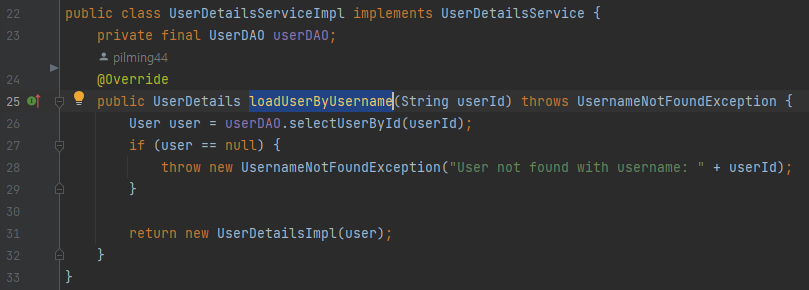 22 public class UserDetailsServiceImpl implements UserDetailsService {
23 private final UserDAO userDAO;
pilming44
24 @Override
25 public UserDetails loadUserByUsername(String userId) throws UsernameNotFoundException {
26 User user = userDAO.selectUserById(userId);
27 if (user == null) {
28 throw new UsernameNotFoundException("User not found with username: " + userId);
29 }
30
31 return new UserDetailsImpl(user);
32 }
33 }